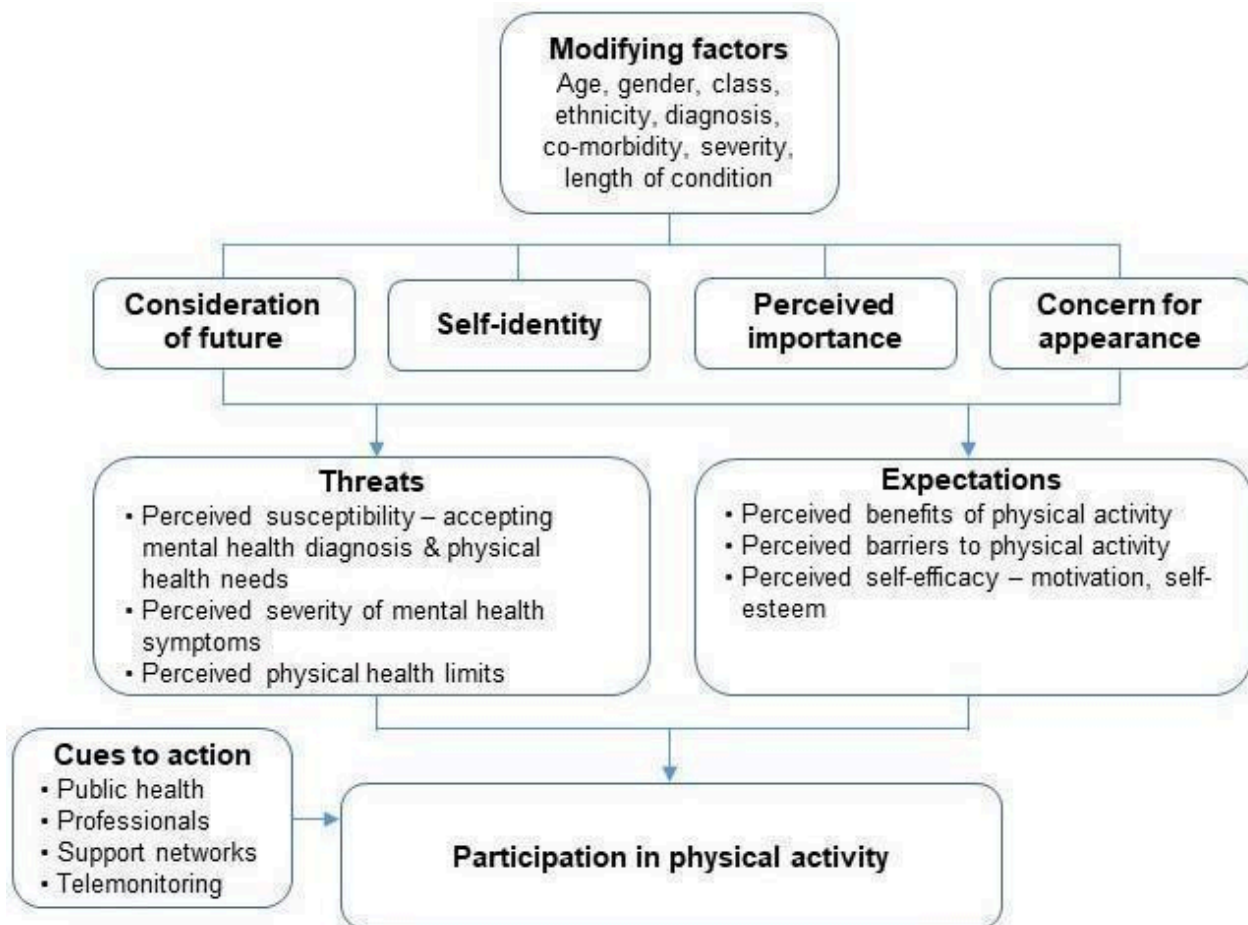 Modifying factors
Age, gender, class,
ethnicity, diagnosis,
co-morbidity, severity,
length of condition
Consideration
of future
Self-identity
Perceived
importance
Concern for
appearance
Threats
• Perceived susceptibility – accepting
mental health diagnosis & physical
health needs
• Perceived severity of mental health
symptoms
• Perceived physical health limits
Expectations
• Perceived benefits of physical activity
• Perceived barriers to physical activity
• Perceived self-efficacy – motivation, self-
esteem
Cues to action
• Public health
• Professionals
• Support networks
• Telemonitoring
Participation in physical activity